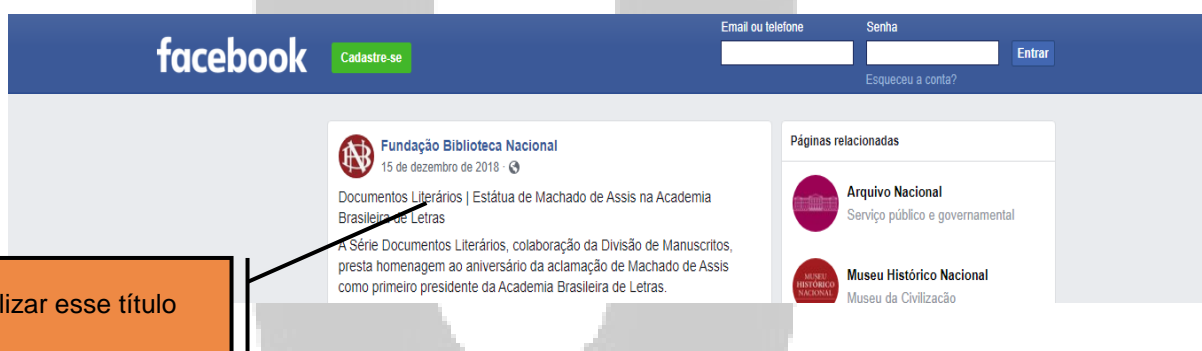 Email ou telefone
Senha
facebook
Cadastre-se
Entrar
Esqueceu a conta?
Fundação Biblioteca Nacional
15 de dezembro de 2018 ·
Documentos Literários | Estátua de Machado de Assis na Academia
Brasileira de Letras
A Série Documentos Literários, colaboração da Divisão de Manuscritos,
presta homenagem ao aniversário da aclamação de Machado de Assis
como primeiro presidente da Academia Brasileira de Letras.
Páginas relacionadas
Arquivo Nacional
Serviço público e governamental
MUSEU
HISTÓRICO
NACIONAL
Museu Histórico Nacional
Museu da Civilização
lizar esse título